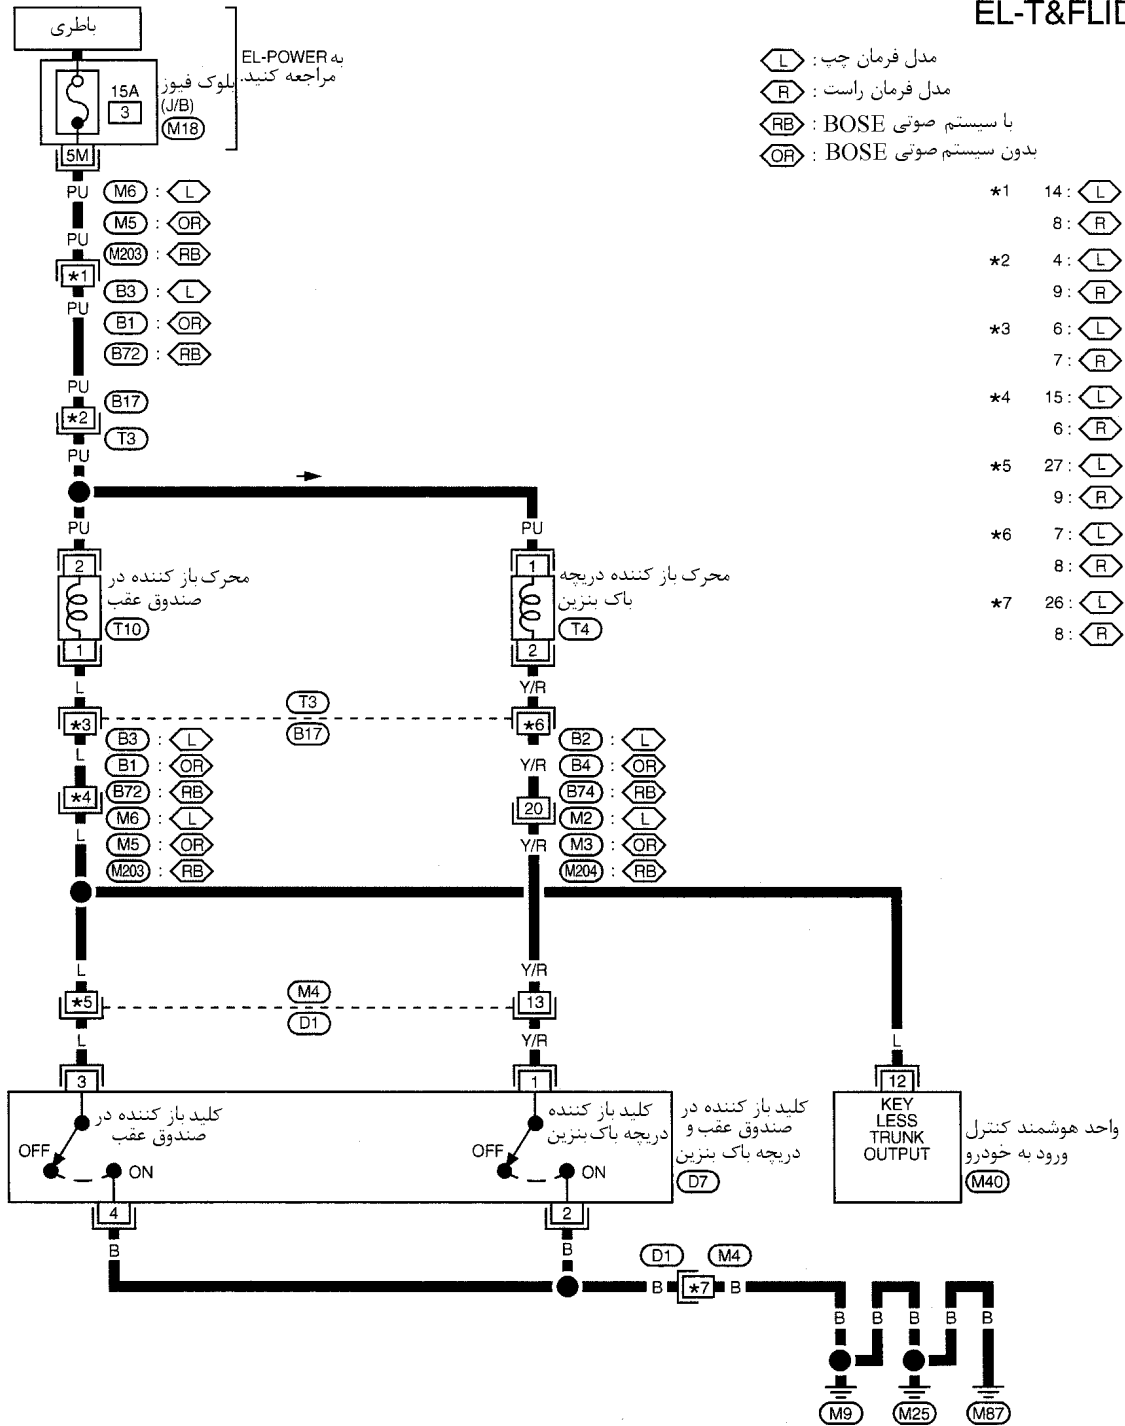 EL-T&FLID
باطری
به EL-POWER
مراجعه کنید.
15A
3
بلوک فیوز
(J/B)
M18
5M
L : مدل فرمان چپ
R : مدل فرمان راست
RB : با سیستم صوتی BOSE
OR : بدون سیستم صوتی BOSE
PU
M6 : L
M5 : OR
PU
M203 : RB
*1
B3 : L
PU
B1 : OR
B72 : RB
PU
B17
*2
T3
PU
*1 14 : L
8 : R
*2 4 : L
9 : R
*3 6 : L
7 : R
*4 15 : L
6 : R
*5 27 : L
9 : R
*6 7 : L
8 : R
*7 26 : L
8 : R
PU
PU
2
محرک باز کننده در
صندوق عقب
T10
1
1
محرک باز کننده دریچه
باک بنزین
T4
2
L
Y/R
*3
T3
B17
*6
B3 : L
B1 : OR
B72 : RB
M6 : L
M5 : OR
M203 : RB
L
*4
L
B2 : L
B4 : OR
B74 : RB
M2 : L
M3 : OR
M204 : RB
Y/R
20
Y/R
L
Y/R
*5
M4
D1
13
L
Y/R
L
3
1
12
کلید باز کننده در
صندوق عقب
OFF
ON
کلید باز کننده
دریچه باک بنزین
OFF
ON
کلید باز کننده در
صندوق عقب و
دریچه باک بنزین
D7
KEY
LESS
TRUNK
OUTPUT
واحد هوشمند کنترل
ورود به خودرو
M40
4
2
B
B
D1
M4
B
*7
B
B
B
B
B
B
M9
M25
M87